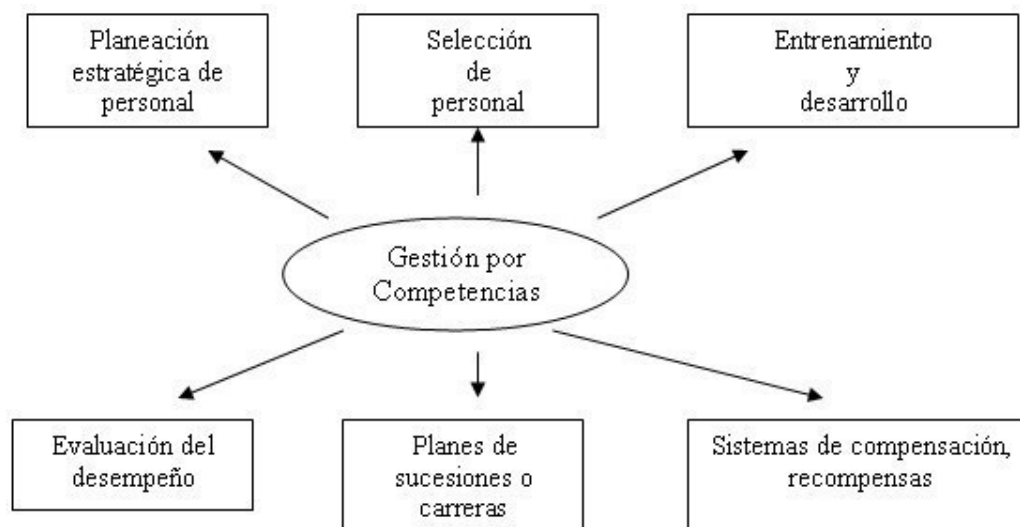 Planeación
estratégica de
personal
Selección
de
personal
Entrenamiento
y
desarrollo
Gestión por
Competencias
Evaluación del
desempeño
Planes de
sucesiones o
carreras
Sistemas de compensación,
recompensas